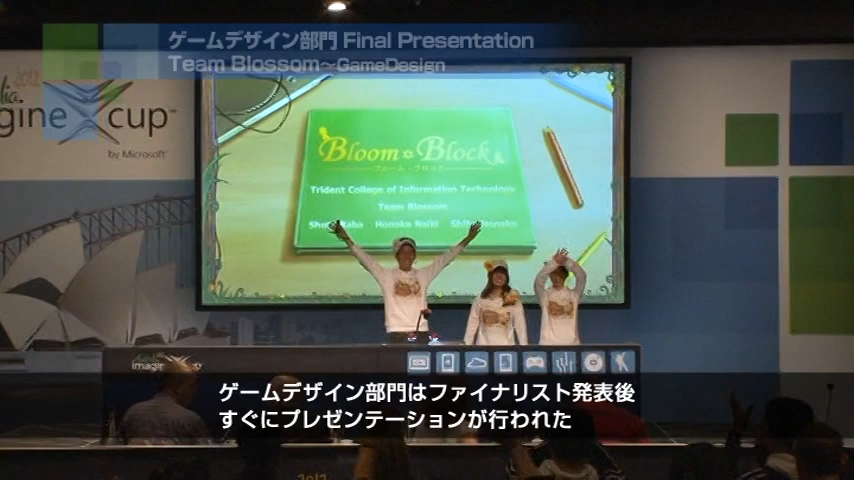 ゲームデザイン部門 Final Presentation
Team Blossom～GameDesign
2012
cup
by Microsoft
Bloom Block
ブルーム・ブロック
Trident College of Information Technology
Team Blossom
Honoka Naiki
imagine cup
ゲームデザイン部門はファイナリスト発表後
すぐにプレゼンテーションが行われた
2012